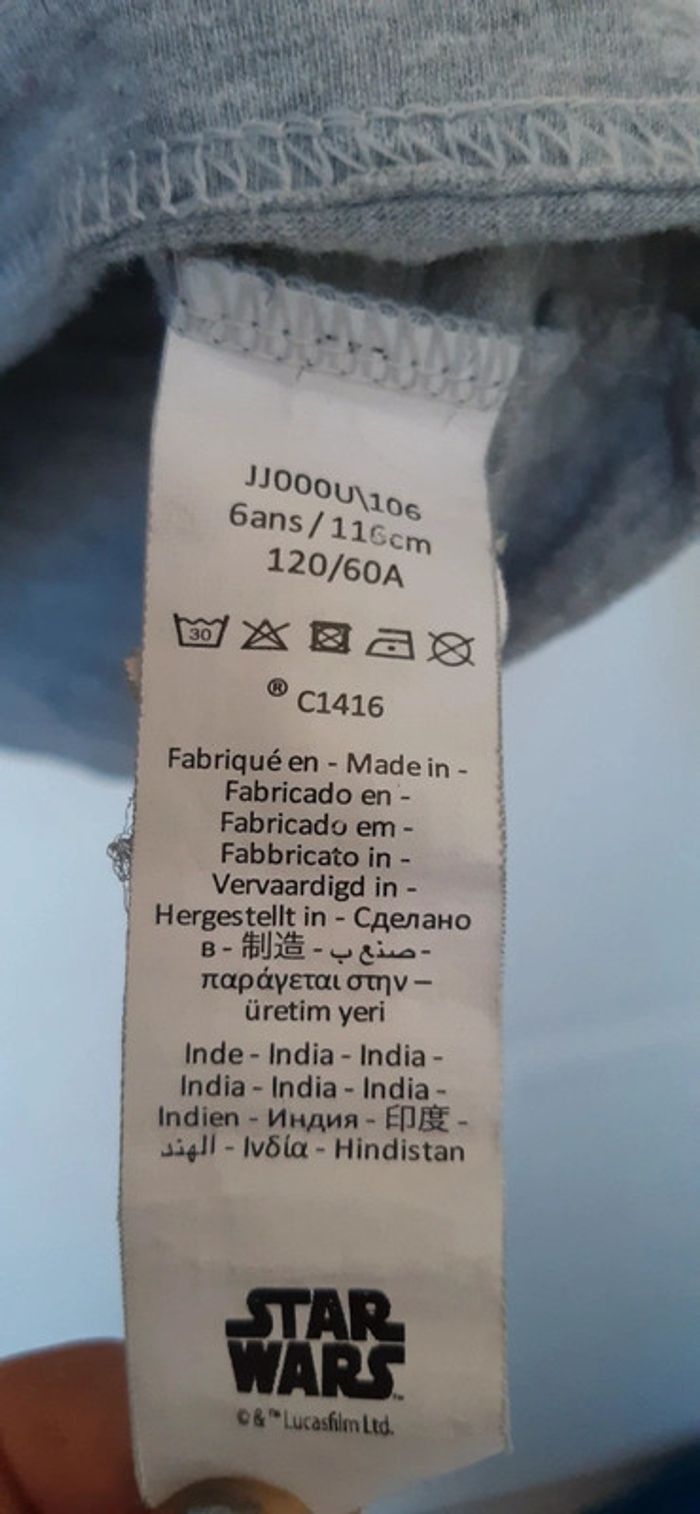 JJ000U\106
6ans / 116cm
120/60A
30
® C1416
Fabriqué en - Made in -
Fabricado en -
Fabricado em -
Fabbricato in -
Vervaardigd in -
Hergestellt in - Сделано
в - 制造 - صنع ب -
παράγεται στην –
üretim yeri
Inde - India - India -
India - India - India -
Indien - Индия - 印度 -
الهند - Ινδία - Hindistan
STAR
WARS™
© & ™ Lucasfilm Ltd.